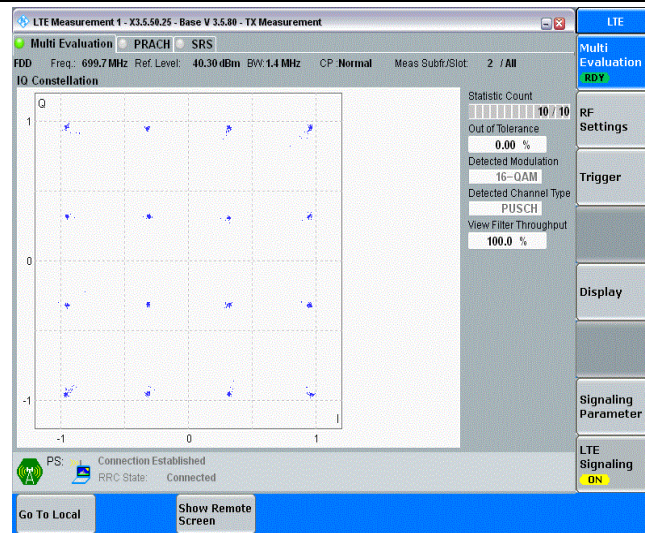 LTE Measurement 1 - X3.5.50.25 - Base V 3.5.80 - TX Measurement
LTE
Multi Evaluation PRACH SRS
Multi
Evaluation
RDY
FDD Freq.: 699.7 MHz Ref. Level: 40.30 dBm BW: 1.4 MHz CP :Normal Meas Subfr./Slot: 2 / All
IQ Constellation
Q
1
0
-1
I
-1 0 1
Statistic Count
10 / 10
Out of Tolerance
0.00 %
Detected Modulation
16-QAM
Detected Channel Type
PUSCH
View Filter Throughput
100.0 %
RF
Settings
Trigger
Display
Signaling
Parameter
LTE
Signaling
ON
PS: Connection Established
RRC State: Connected
Go To Local
Show Remote
Screen